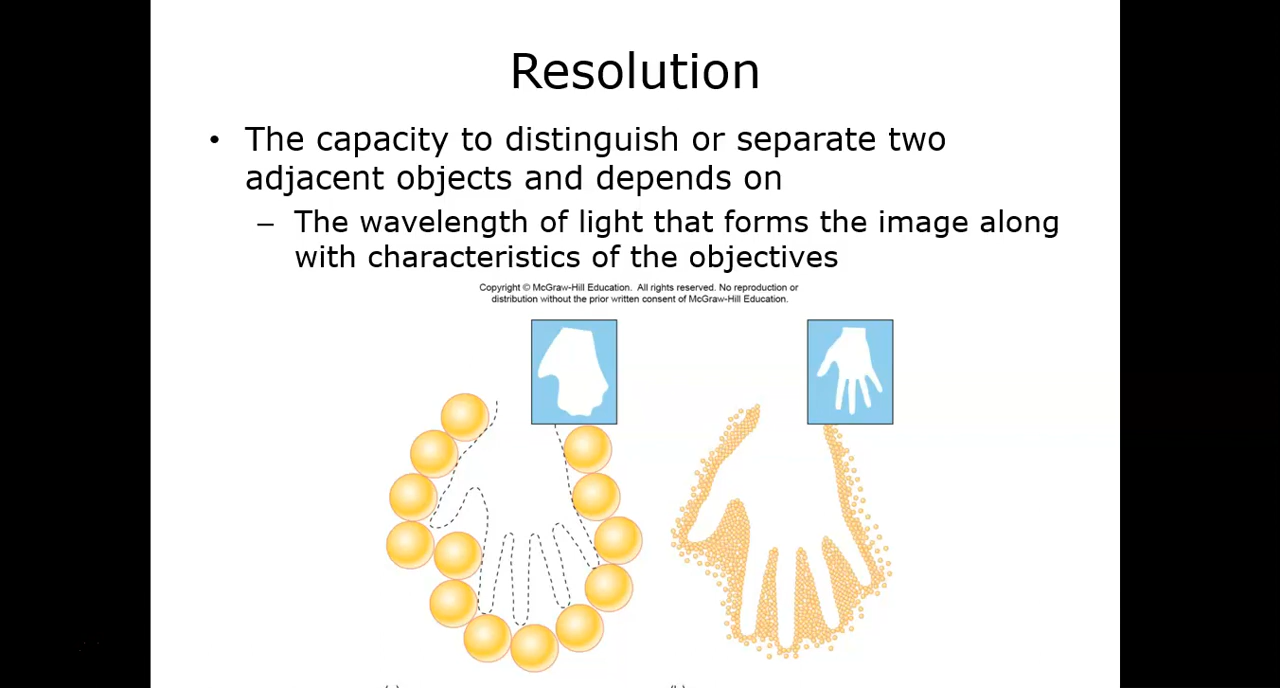 Resolution
• The capacity to distinguish or separate two
adjacent objects and depends on
– The wavelength of light that forms the image along
with characteristics of the objectives
Copyright © McGraw-Hill Education. All rights reserved. No reproduction or
distribution without the prior written consent of McGraw-Hill Education.